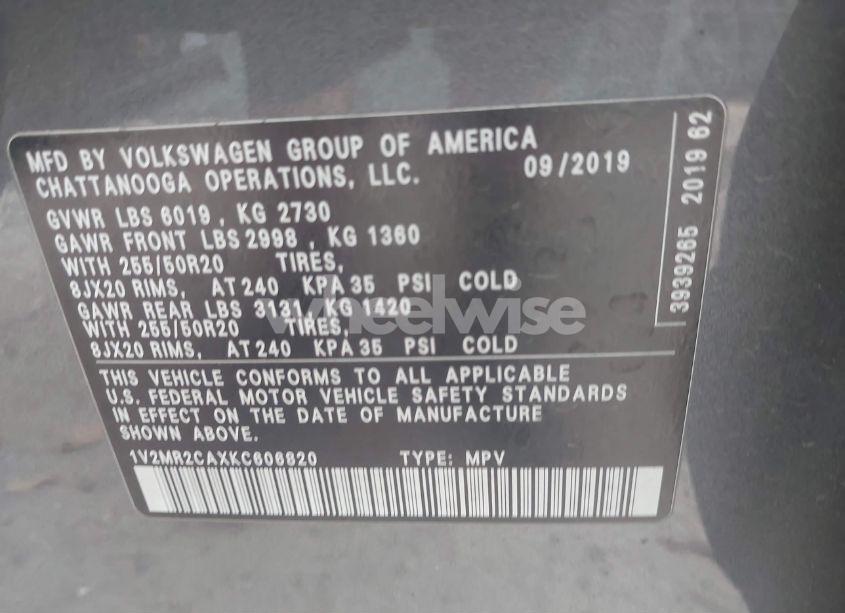 MFD BY VOLKSWAGEN GROUP OF AMERICA
CHATTANOOGA OPERATIONS, LLC.
09/2019
GVWR LBS 6019, KG 2730
GAWR FRONT LBS 2998, KG 1360
WITH 255/50R20 TIRES,
8JX20 RIMS, AT 240 KPA 35 PSI COLD
GAWR REAR LBS 3131, KG 1420
WITH 255/50R20 TIRES,
8JX20 RIMS, AT 240 KPA 35 PSI COLD
THIS VEHICLE CONFORMS TO ALL APPLICABLE
U.S. FEDERAL MOTOR VEHICLE SAFETY STANDARDS
IN EFFECT ON THE DATE OF MANUFACTURE
SHOWN ABOVE.
1V2MR2CAXKC606820 TYPE: MPV
3939265 2019 62
wheelwise